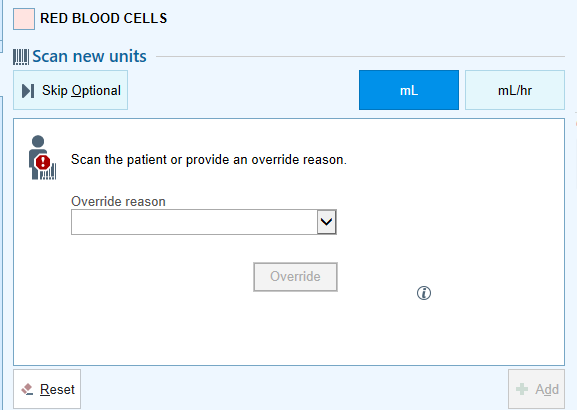 RED BLOOD CELLS
Scan new units
Skip Optional
mL
mL/hr
Scan the patient or provide an override reason.
Override reason
Override
Reset
Add